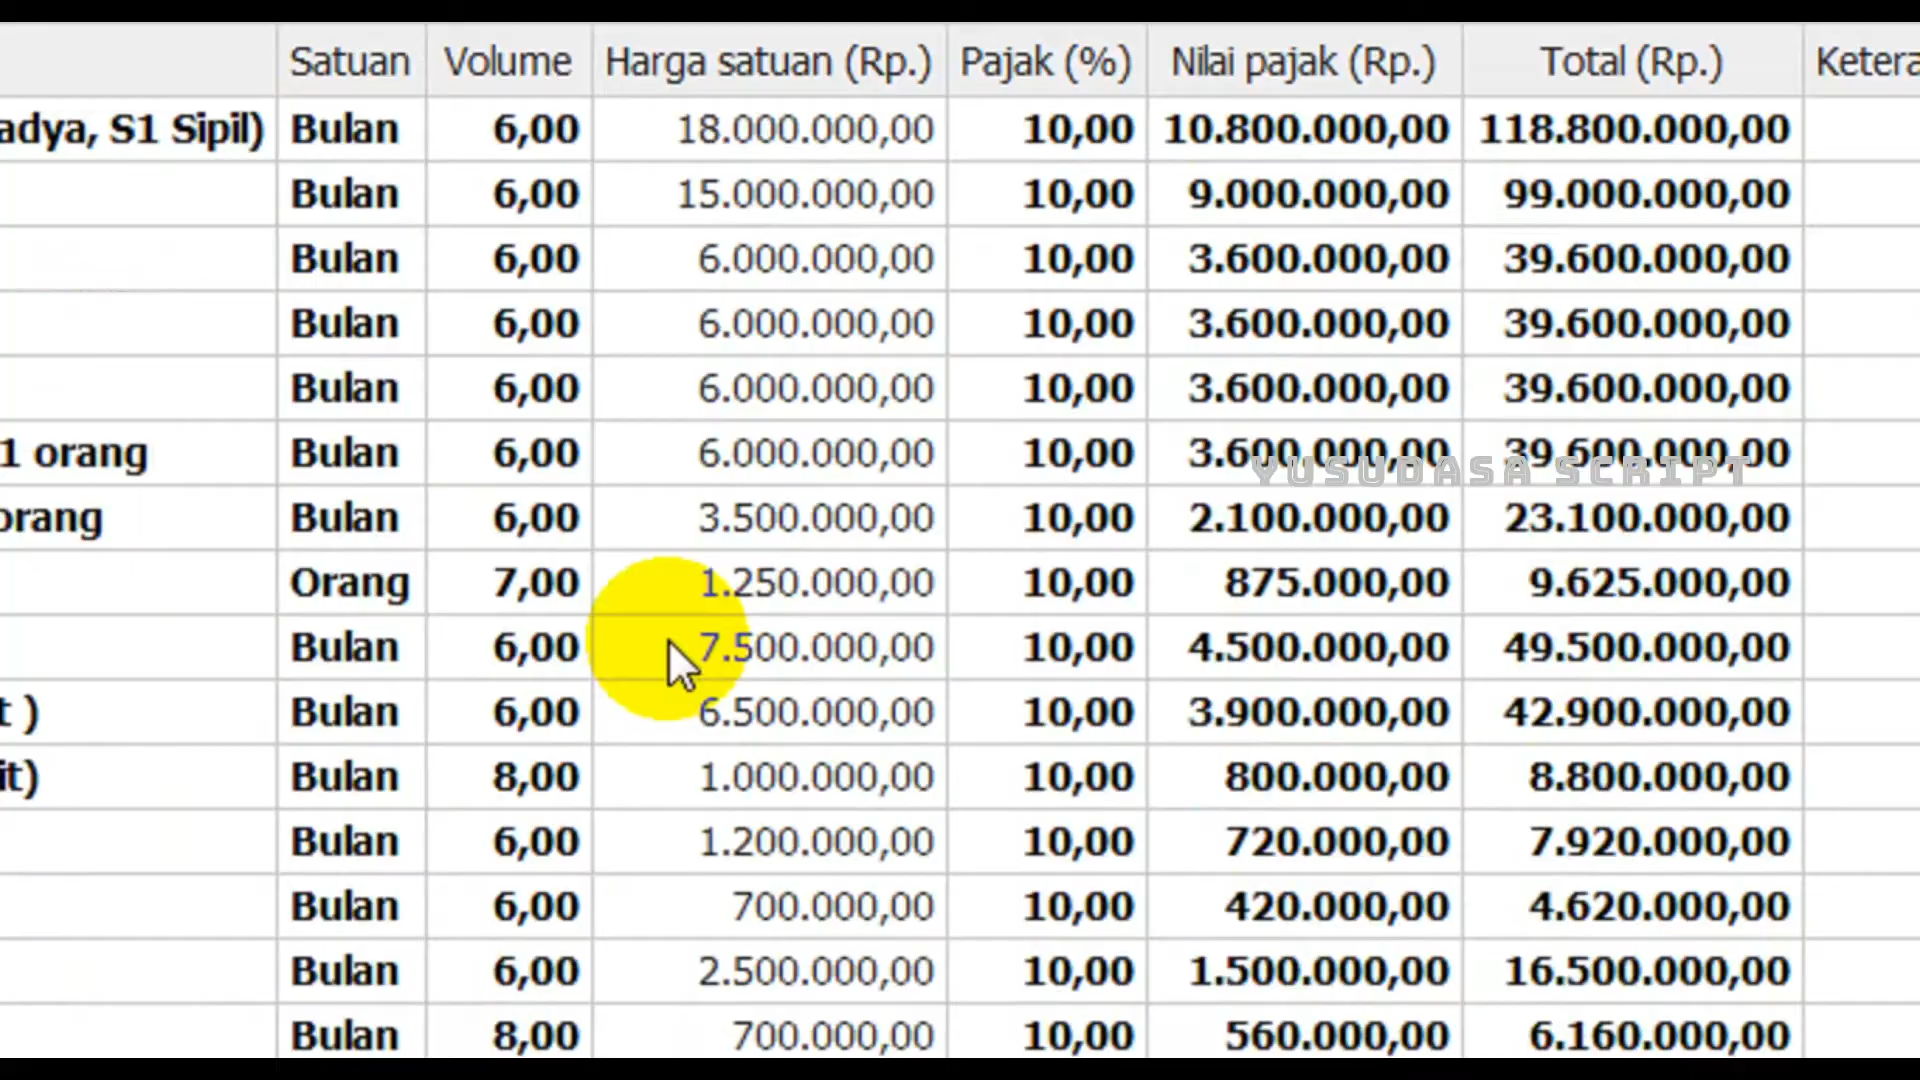 Satuan Volume Harga satuan (Rp.) Pajak (%) Nilai pajak (Rp.) Total (Rp.) Ketera
adya, S1 Sipil) Bulan 6,00 18.000.000,00 10,00 10.800.000,00 118.800.000,00
Bulan 6,00 15.000.000,00 10,00 9.000.000,00 99.000.000,00
Bulan 6,00 6.000.000,00 10,00 3.600.000,00 39.600.000,00
Bulan 6,00 6.000.000,00 10,00 3.600.000,00 39.600.000,00
Bulan 6,00 6.000.000,00 10,00 3.600.000,00 39.600.000,00
1 orang Bulan 6,00 6.000.000,00 10,00 3.600.000,00 39.600.000,00
YUSUDASA SCRIPT
orang Bulan 6,00 3.500.000,00 10,00 2.100.000,00 23.100.000,00
Orang 7,00 1.250.000,00 10,00 875.000,00 9.625.000,00
Bulan 6,00 7.500.000,00 10,00 4.500.000,00 49.500.000,00
t ) Bulan 6,00 6.500.000,00 10,00 3.900.000,00 42.900.000,00
it) Bulan 8,00 1.000.000,00 10,00 800.000,00 8.800.000,00
Bulan 6,00 1.200.000,00 10,00 720.000,00 7.920.000,00
Bulan 6,00 700.000,00 10,00 420.000,00 4.620.000,00
Bulan 6,00 2.500.000,00 10,00 1.500.000,00 16.500.000,00
Bulan 8,00 700.000,00 10,00 560.000,00 6.160.000,00